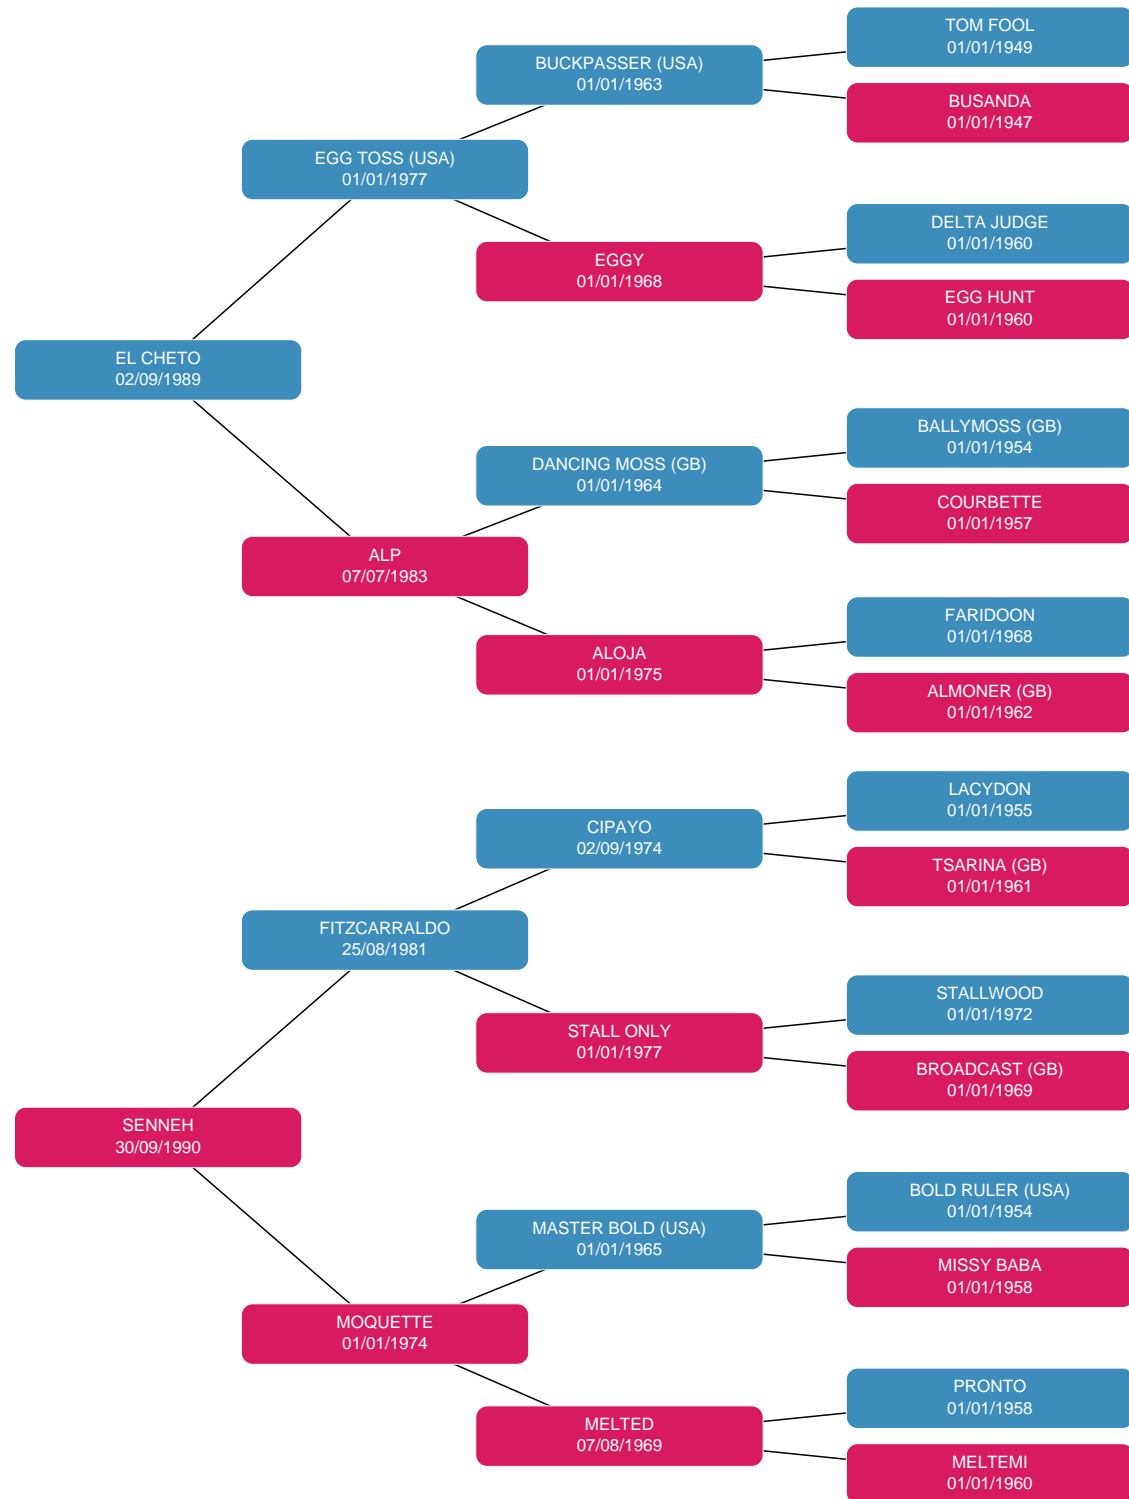 TOM FOOL
01/01/1949
BUCKPASSER (USA)
01/01/1963
BUSANDA
01/01/1947
EGG TOSS (USA)
01/01/1977
DELTA JUDGE
01/01/1960
EGGY
01/01/1968
EGG HUNT
01/01/1960
EL CHETO
02/09/1989
BALLYMOSS (GB)
01/01/1954
DANCING MOSS (GB)
01/01/1964
COURBETTE
01/01/1957
ALP
07/07/1983
FARIDOON
01/01/1968
ALOJA
01/01/1975
ALMONER (GB)
01/01/1962
LACYDON
01/01/1955
CIPAYO
02/09/1974
TSARINA (GB)
01/01/1961
FITZCARRALDO
25/08/1981
STALLWOOD
01/01/1972
STALL ONLY
01/01/1977
BROADCAST (GB)
01/01/1969
SENNEH
30/09/1990
BOLD RULER (USA)
01/01/1954
MASTER BOLD (USA)
01/01/1965
MISSY BABA
01/01/1958
MOQUETTE
01/01/1974
PRONTO
01/01/1958
MELTED
07/08/1969
MELTEMI
01/01/1960